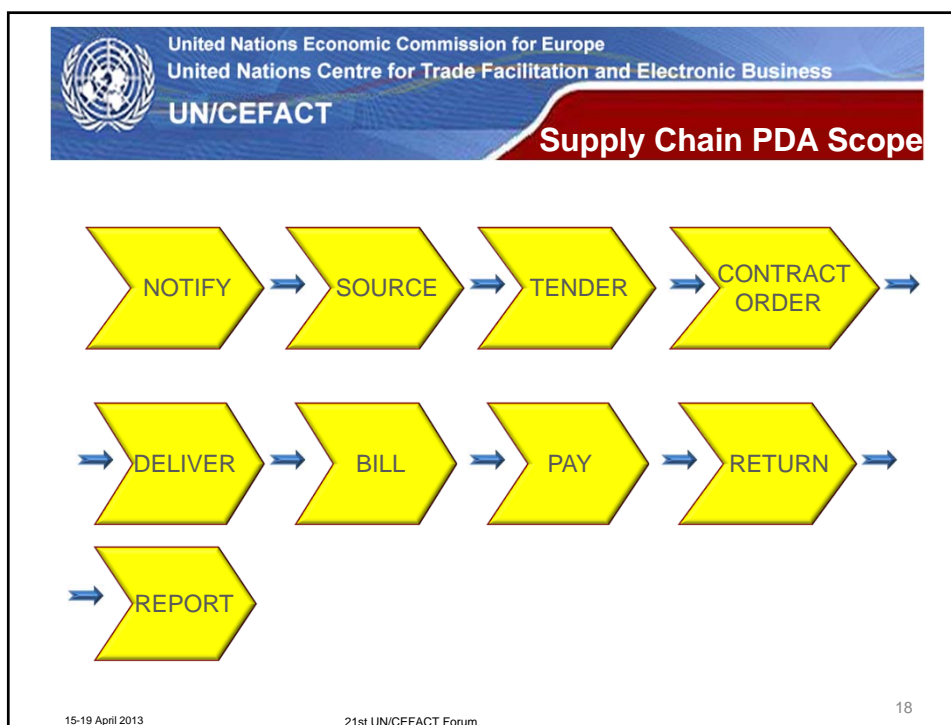 United Nations Economic Commission for Europe
United Nations Centre for Trade Facilitation and Electronic Business
UN/CEFACT
Supply Chain PDA Scope
NOTIFY
SOURCE
TENDER
CONTRACT
ORDER
DELIVER
BILL
PAY
RETURN
REPORT
15-19 April 2013
21st UN/CEFACT Forum
18